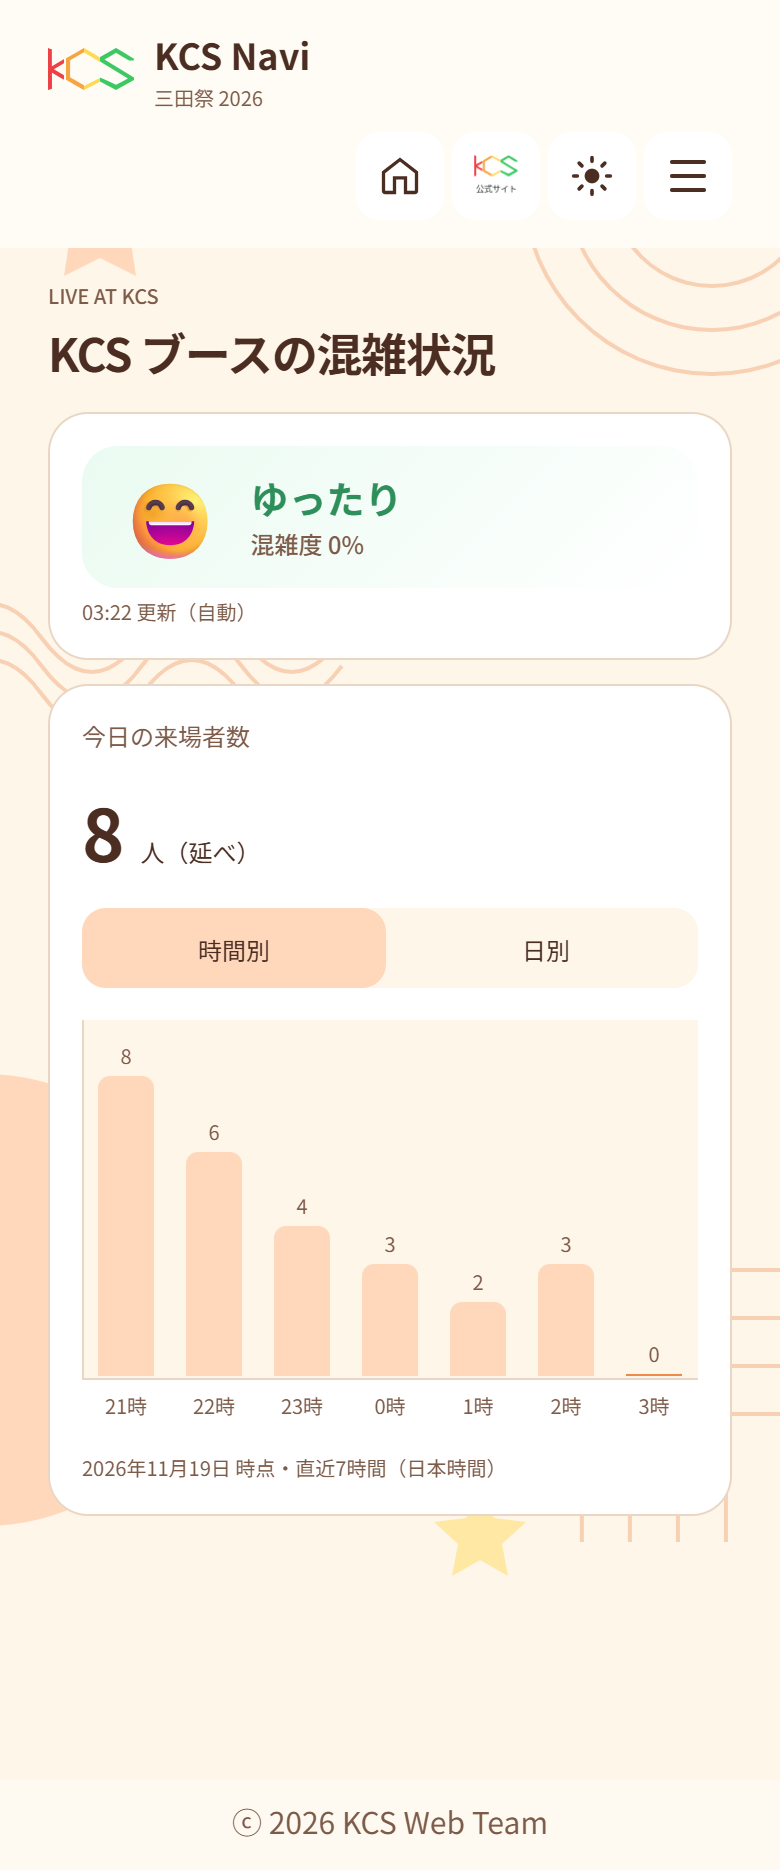 KCS
KCS Navi
三田祭 2026
KCS
公式サイト
LIVE AT KCS
KCS ブースの混雑状況
ゆったり
混雑度 0%
03:22 更新（自動）
今日の来場者数
8 人（延べ）
時間別 日別
8
6
4
3
2
3
0
21時 22時 23時 0時 1時 2時 3時
2026年11月19日 時点・直近7時間（日本時間）
© 2026 KCS Web Team